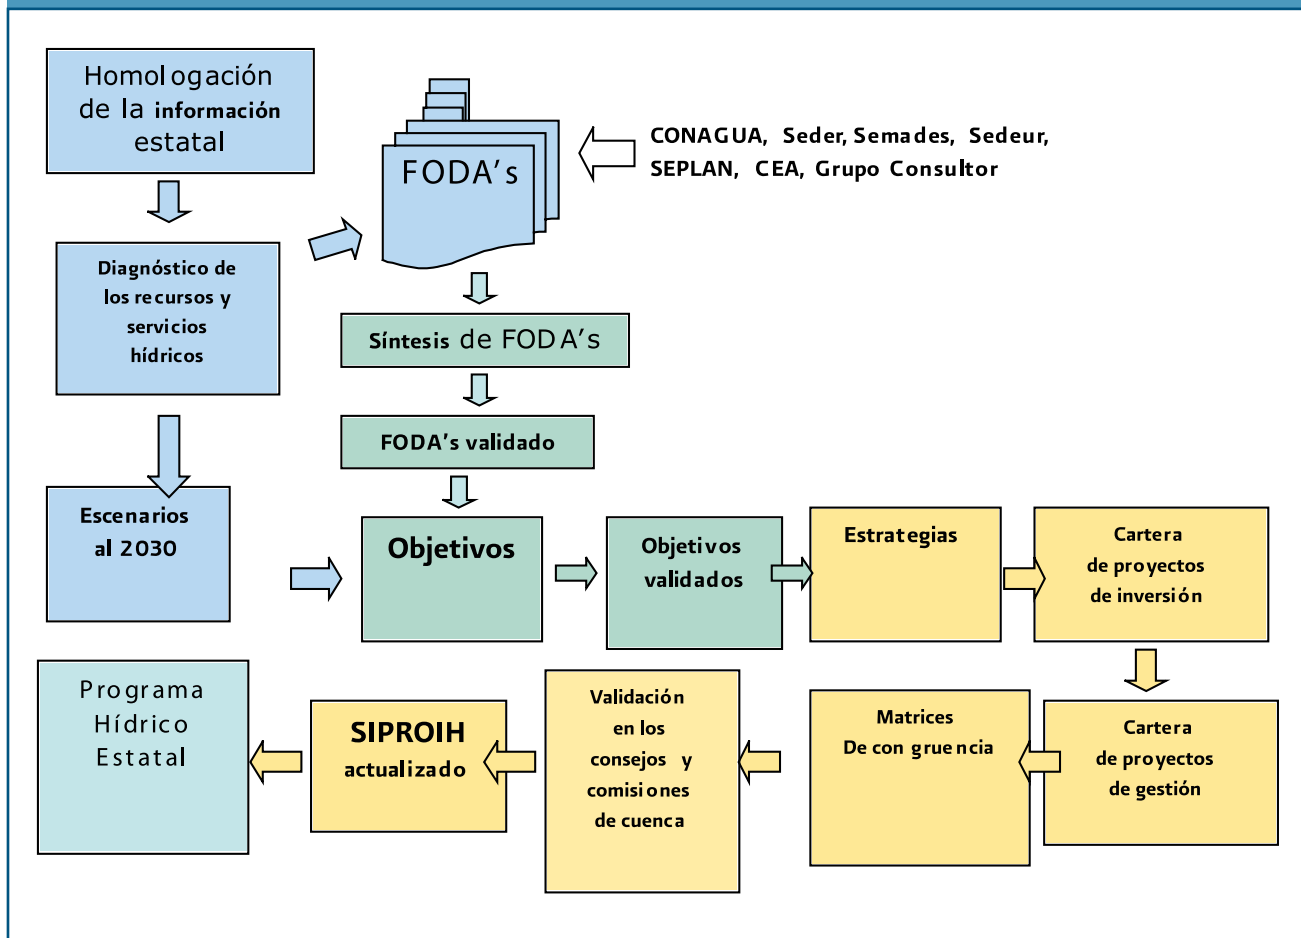 Homologación
de la información
estatal
FODA's
CONAGUA, Seder, Semades, Sedeur,
SEPLAN, CEA, Grupo Consultor
Diagnóstico de
los recursos y
servicios
hídricos
Síntesis de FODA's
FODA's validado
Escenarios
al 2030
Objetivos
Objetivos
validados
Estrategias
Cartera
de proyectos
de inversión
Programa
Hídrico
Estatal
SIPROIH
actualizado
Validación
en los
consejos y
comisiones
de cuenca
Matrices
De con gruencia
Cartera
de proyectos
de gestión